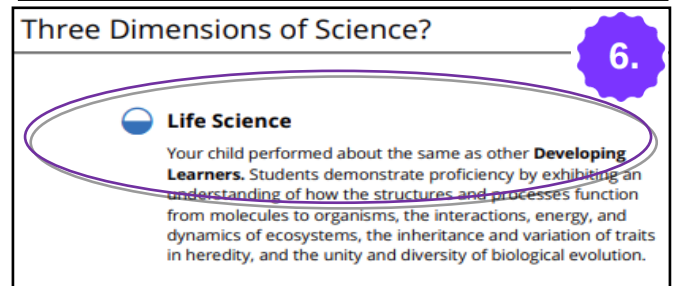 Three Dimensions of Science?
6.
Life Science
Your child performed about the same as other Developing
Learners. Students demonstrate proficiency by exhibiting an
understanding of how the structures and processes function
from molecules to organisms, the interactions, energy, and
dynamics of ecosystems, the inheritance and variation of traits
in heredity, and the unity and diversity of biological evolution.